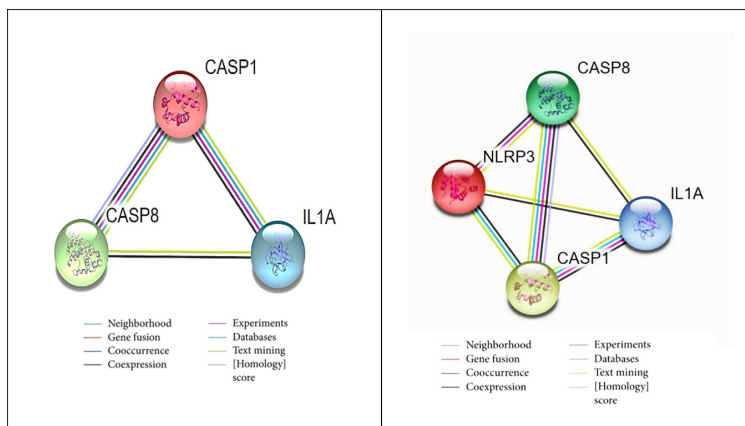 CASP1
CASP8
IL1A
Neighborhood
Gene fusion
Cooccurrence
Coexpression
Experiments
Databases
Text mining
[Homology]
score
CASP8
NLRP3
IL1A
CASP1
Neighborhood
Gene fusion
Cooccurrence
Coexpression
Experiments
Databases
Text mining
[Homology]
score